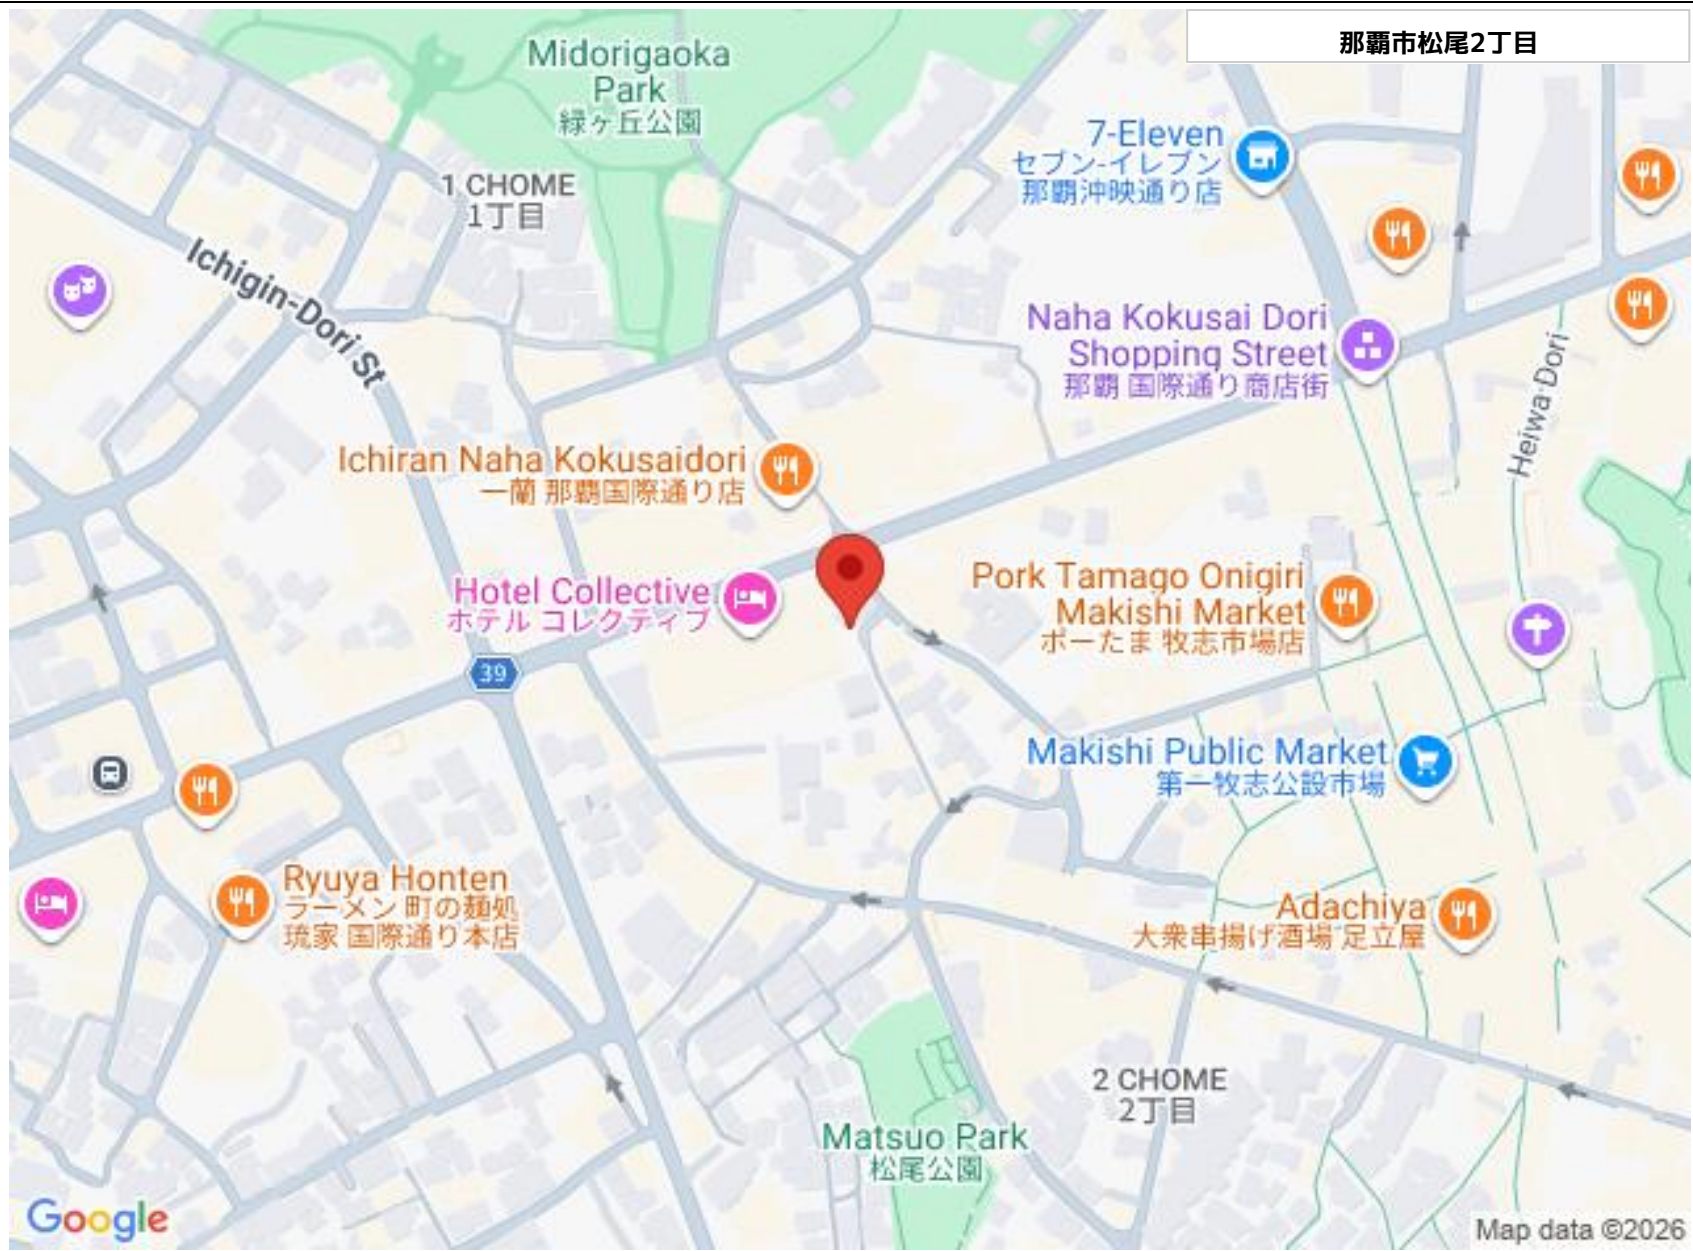 那覇市松尾2丁目
Midorigaoka
Park
緑ヶ丘公園
7-Eleven
セブン-イレブン
那覇沖映通り店
1 CHOME
1丁目
Ichigin-Dori St
Naha Kokusai Dori
Shopping Street
那覇 国際通り商店街
Heiwa Dori
Ichiran Naha Kokusaidori
一蘭 那覇国際通り店
Hotel Collective
ホテル コレクティブ
Pork Tamago Onigiri
Makishi Market
ポーたま 牧志市場店
39
Makishi Public Market
第一牧志公設市場
Ryuya Honten
ラーメン 町の麺処
琉家 国際通り本店
Adachiya
大衆串揚げ酒場 足立屋
2 CHOME
2丁目
Matsuo Park
松尾公園
Google
Map data ©2026